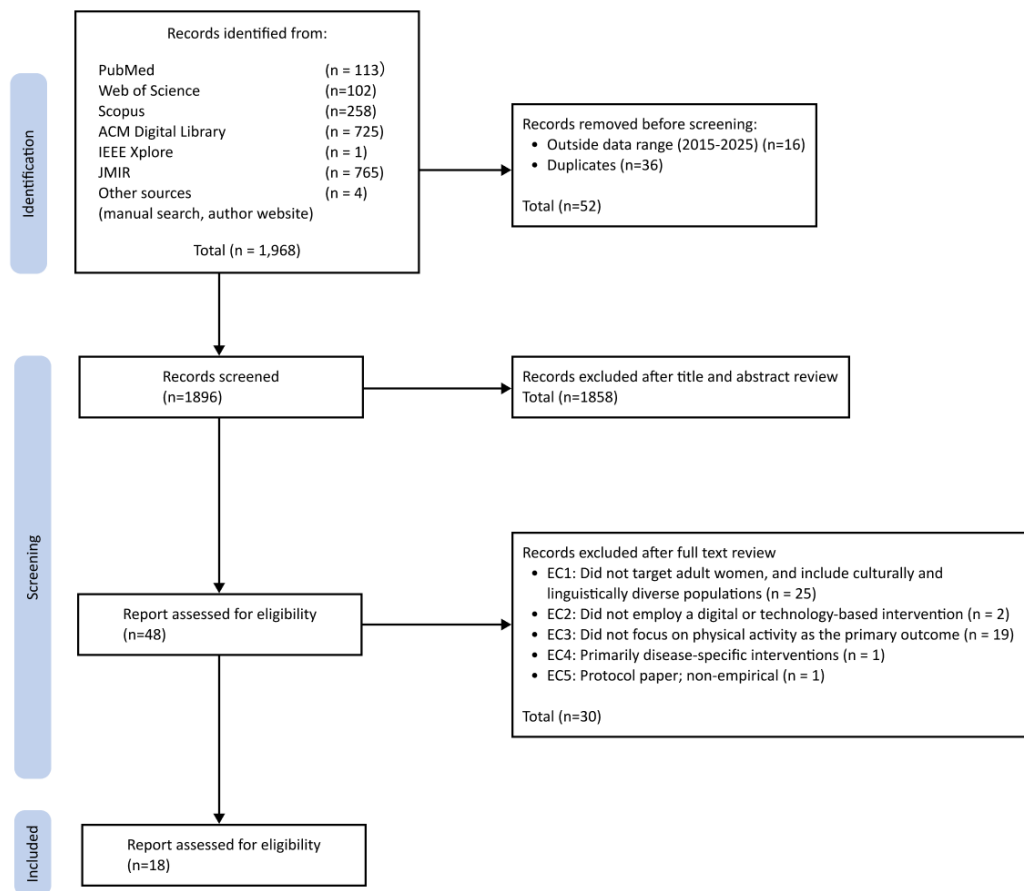 Identification
Records identified from:
PubMed (n = 113)
Web of Science (n=102)
Scopus (n=258)
ACM Digital Library (n = 725)
IEEE Xplore (n = 1)
JMIR (n = 765)
Other sources (n = 4)
(manual search, author website)
Total (n = 1,968)
Records removed before screening:
• Outside data range (2015-2025) (n=16)
• Duplicates (n=36)
Total (n=52)
Screening
Records screened
(n=1896)
Records excluded after title and abstract review
Total (n=1858)
Report assessed for eligibility
(n=48)
Records excluded after full text review
• EC1: Did not target adult women, and include culturally and
linguistically diverse populations (n = 25)
• EC2: Did not employ a digital or technology-based intervention (n = 2)
• EC3: Did not focus on physical activity as the primary outcome (n = 19)
• EC4: Primarily disease-specific interventions (n = 1)
• EC5: Protocol paper; non-empirical (n = 1)
Total (n=30)
Included
Report assessed for eligibility
(n=18)